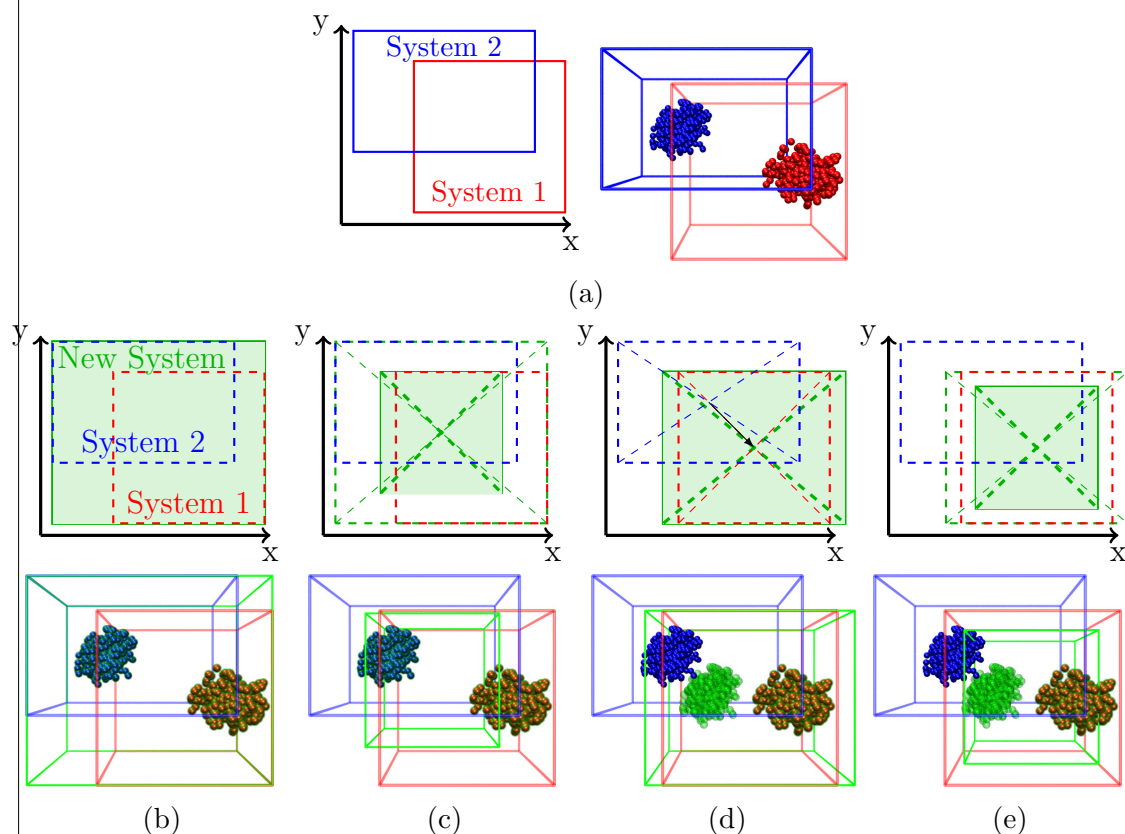 y
System 2
System 1
x
(a)
y
New System
System 2
System 1
x
y
x
y
x
y
x
(b)
(c)
(d)
(e)